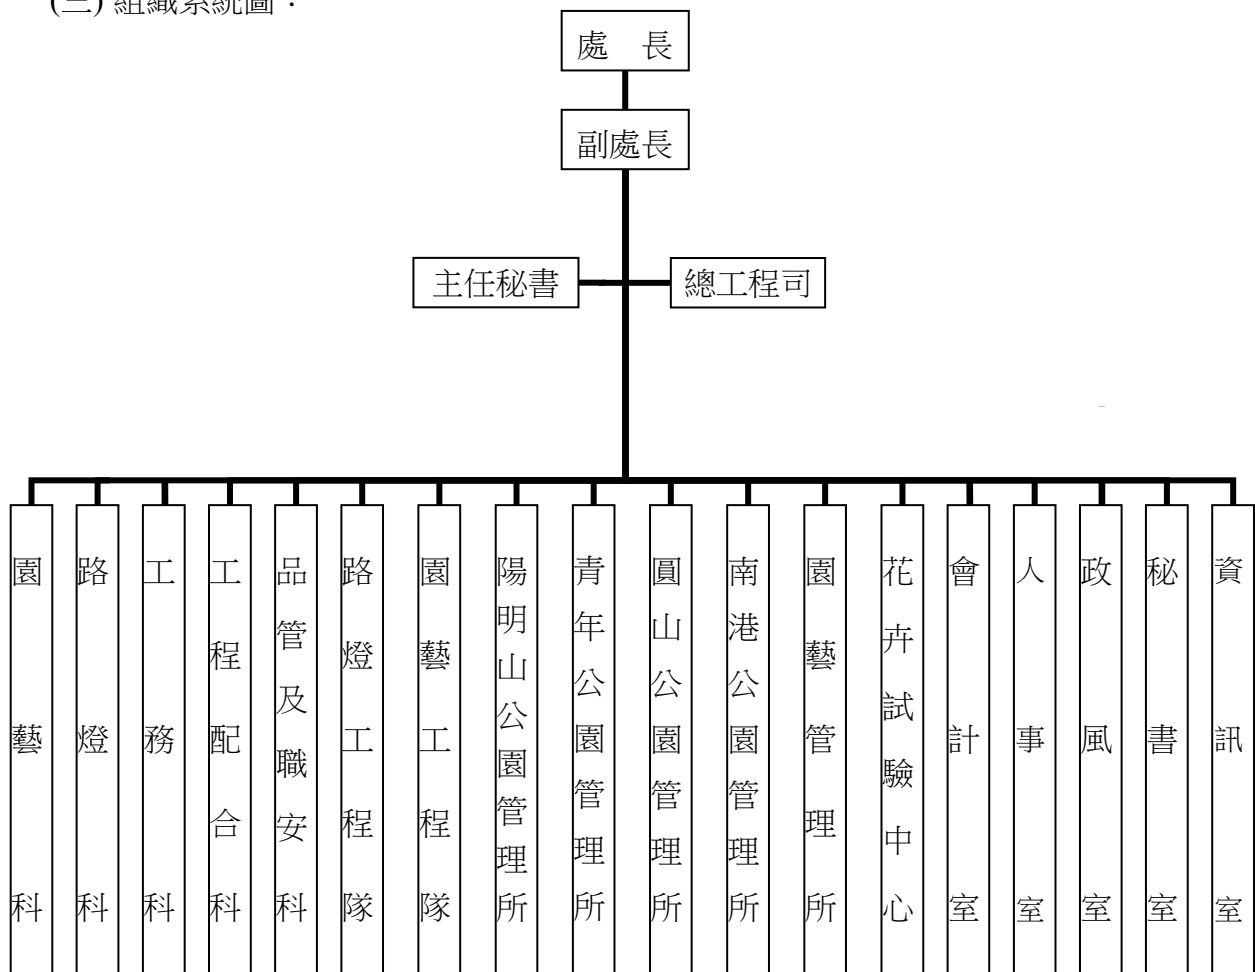 (三) 組織系統圖：
處　長
副處長
主任秘書
總工程司
園藝科
路燈科
工務科
工程配合科
品管及職安科
路燈工程隊
園藝工程隊
陽明山公園管理所
青年公園管理所
圓山公園管理所
南港公園管理所
園藝管理所
花卉試驗中心
會計室
人事室
政風室
秘書室
資訊室